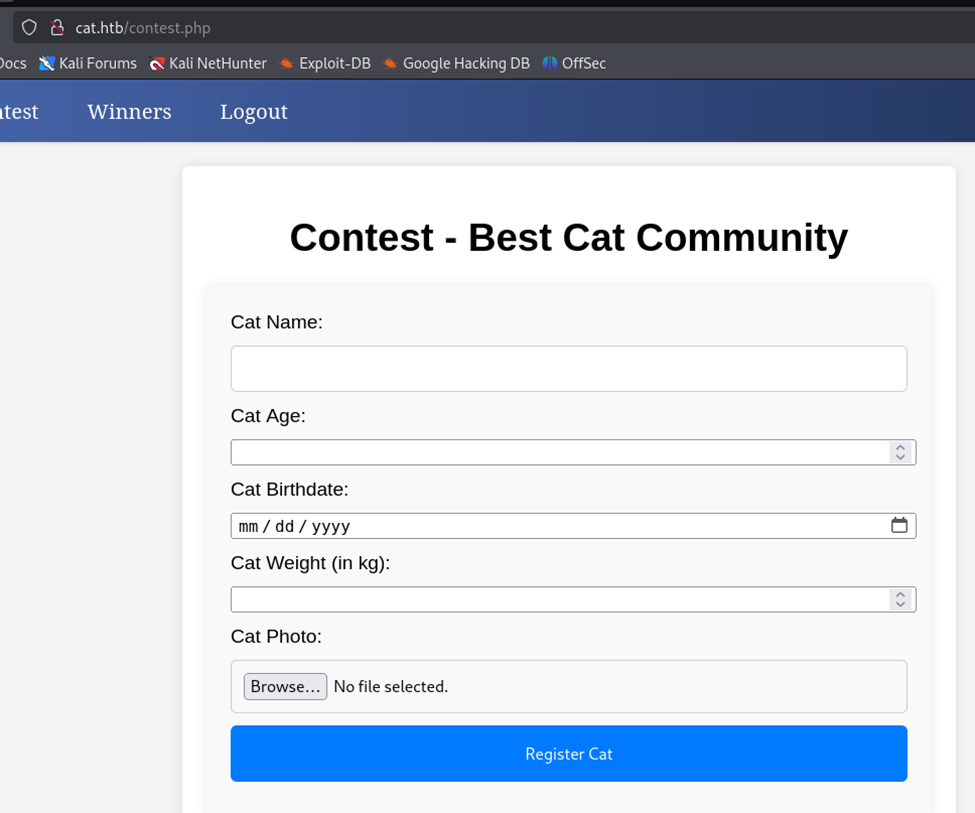 cat.htb/contest.php
Docs Kali Forums Kali NetHunter Exploit-DB Google Hacking DB OffSec
ntest Winners Logout
Contest - Best Cat Community
Cat Name:
Cat Age:
Cat Birthdate:
mm / dd / yyyy
Cat Weight (in kg):
Cat Photo:
Browse... No file selected.
Register Cat